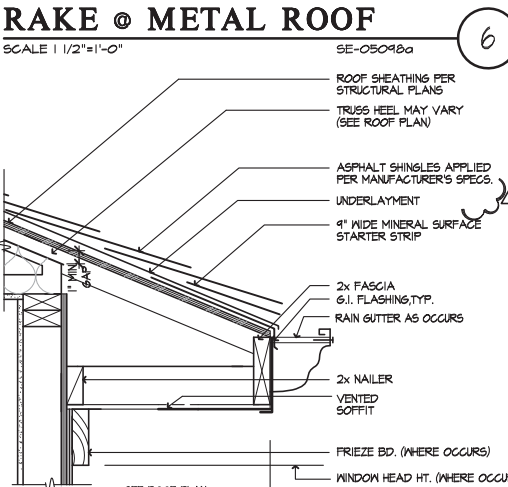 RAKE @ METAL ROOF
SCALE 1 1/2"=1'-0"
SE-05098a
6
ROOF SHEATHING PER
STRUCTURAL PLANS
TRUSS HEEL MAY VARY
(SEE ROOF PLAN)
ASPHALT SHINGLES APPLIED
PER MANUFACTURER'S SPECS.
UNDERLAYMENT
9" WIDE MINERAL SURFACE
STARTER STRIP
1" MIN.
GAP
2x FASCIA
G.I. FLASHING,TYP.
RAIN GUTTER AS OCCURS
2x NAILER
VENTED
SOFFIT
FRIEZE BD. (WHERE OCCURS)
WINDOW HEAD HT. (WHERE OCCU